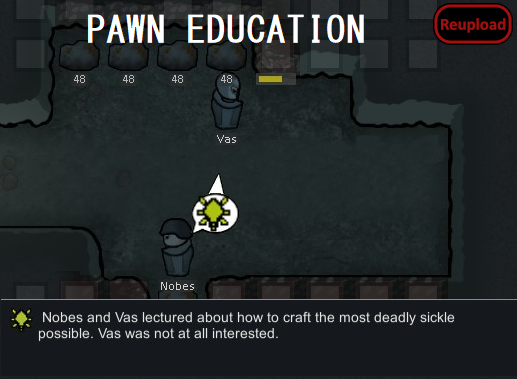 PAWN EDUCATION
Reupload
48 48 48 48
Vas
Nobes
Nobes and Vas lectured about how to craft the most deadly sickle
possible. Vas was not at all interested.